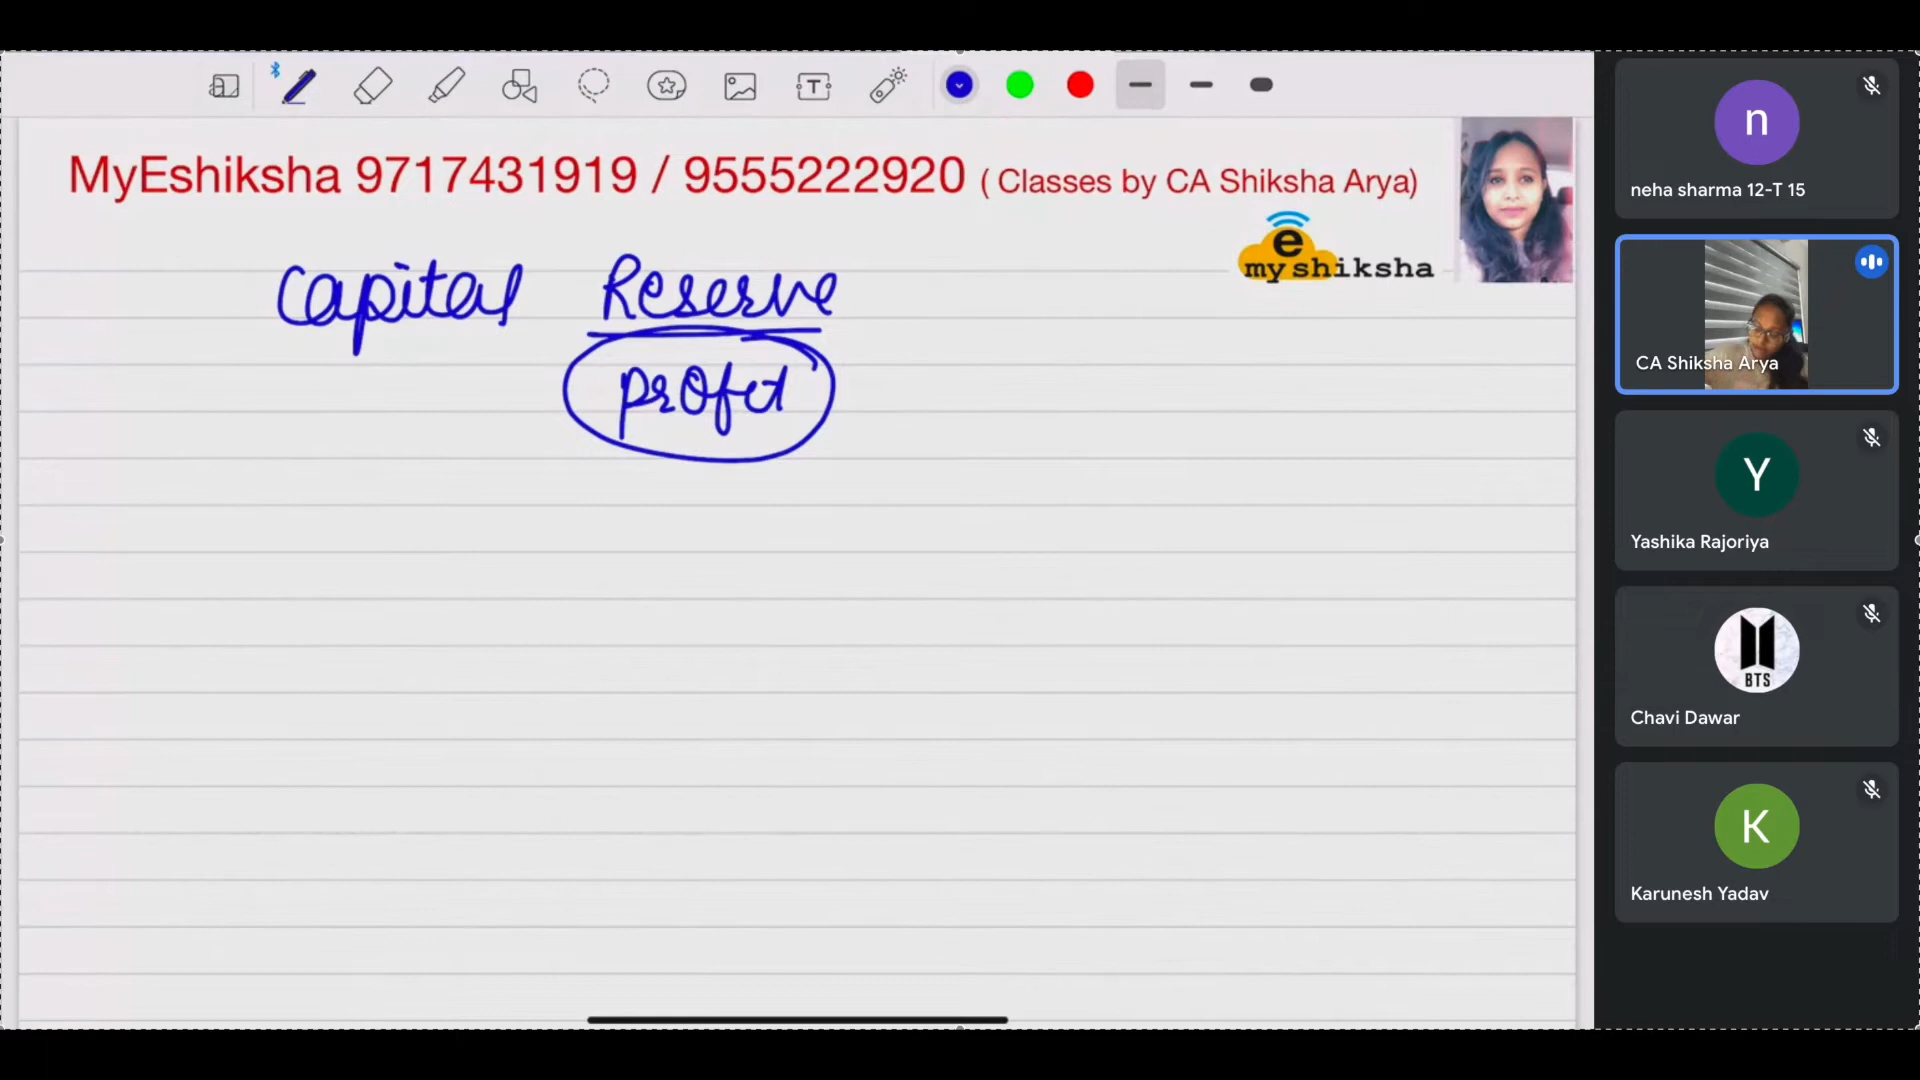 MyEshiksha 9717431919 / 9555222920 ( Classes by CA Shiksha Arya)
e
my shiksha
Capital Reserve
profit
T
n
neha sharma 12-T 15
CA Shiksha Arya
Y
Yashika Rajoriya
BTS
Chavi Dawar
K
Karunesh Yadav